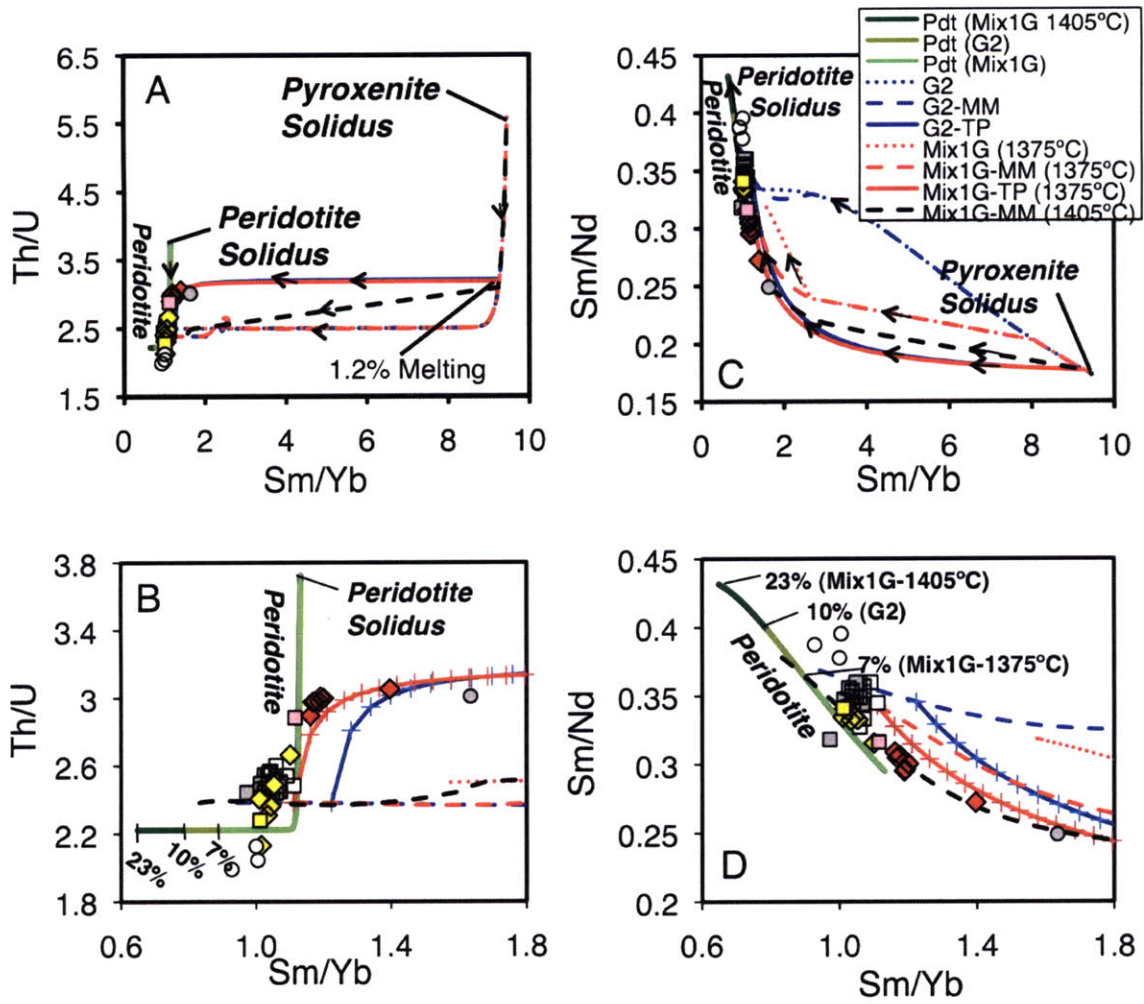 A
Pyroxenite
Solidus
Peridotite
Solidus
Peridotite
1.2% Melting
Th/U
6.5
5.5
4.5
3.5
2.5
1.5
0
2
4
6
8
10
Sm/Yb
Pdt (Mix1G 1405ºC)
Pdt (G2)
Pdt (Mix1G)
G2
G2-MM
G2-TP
Mix1G (1375ºC)
Mix1G-MM (1375ºC)
Mix1G-TP (1375ºC)
Mix1G-MM (1405ºC)
C
Peridotite
Solidus
Peridotite
Pyroxenite
Solidus
Sm/Nd
0.45
0.4
0.35
0.3
0.25
0.2
0.15
0
2
4
6
8
10
Sm/Yb
B
Peridotite
Solidus
Peridotite
23%
10%
7%
Th/U
3.8
3.4
3
2.6
2.2
1.8
0.6
1.0
1.4
1.8
Sm/Yb
D
23% (Mix1G-1405ºC)
10% (G2)
7% (Mix1G-1375ºC)
Peridotite
Sm/Nd
0.45
0.4
0.35
0.3
0.25
0.2
0.6
1.0
1.4
1.8
Sm/Yb